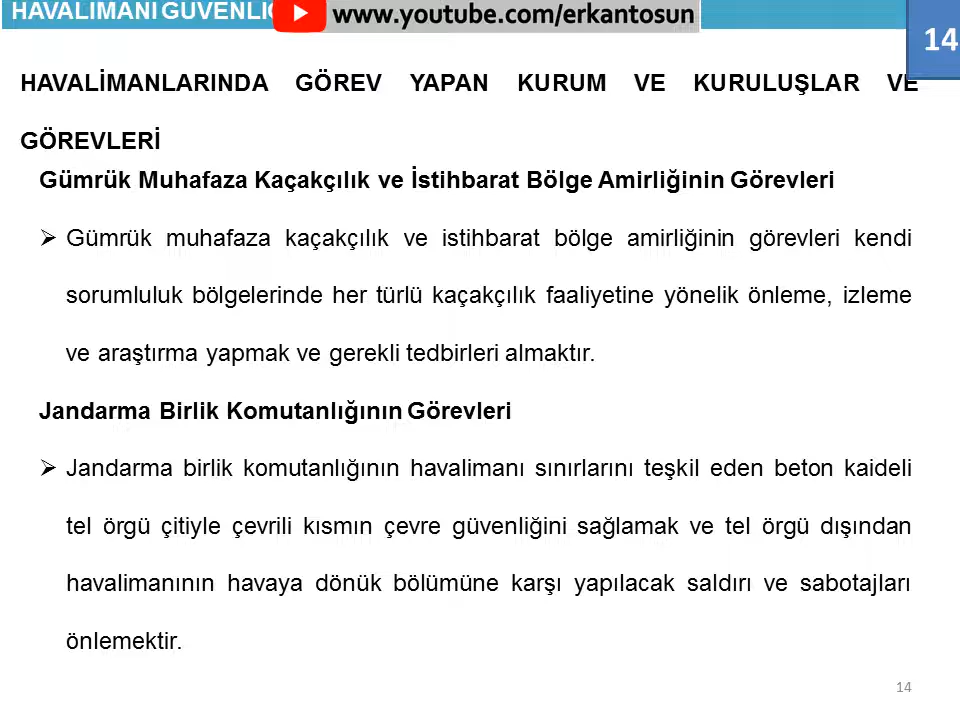 HAVALİMANI GÜVENLİĞ
www.youtube.com/erkantosun
14
HAVALİMANLARINDA GÖREV YAPAN KURUM VE KURULUŞLAR VE
GÖREVLERİ
Gümrük Muhafaza Kaçakçılık ve İstihbarat Bölge Amirliğinin Görevleri
➢ Gümrük muhafaza kaçakçılık ve istihbarat bölge amirliğinin görevleri kendi
sorumluluk bölgelerinde her türlü kaçakçılık faaliyetine yönelik önleme, izleme
ve araştırma yapmak ve gerekli tedbirleri almaktır.
Jandarma Birlik Komutanlığının Görevleri
➢ Jandarma birlik komutanlığının havalimanı sınırlarını teşkil eden beton kaideli
tel örgü çitiyle çevrili kısmın çevre güvenliğini sağlamak ve tel örgü dışından
havalimanının havaya dönük bölümüne karşı yapılacak saldırı ve sabotajları
önlemektir.
14